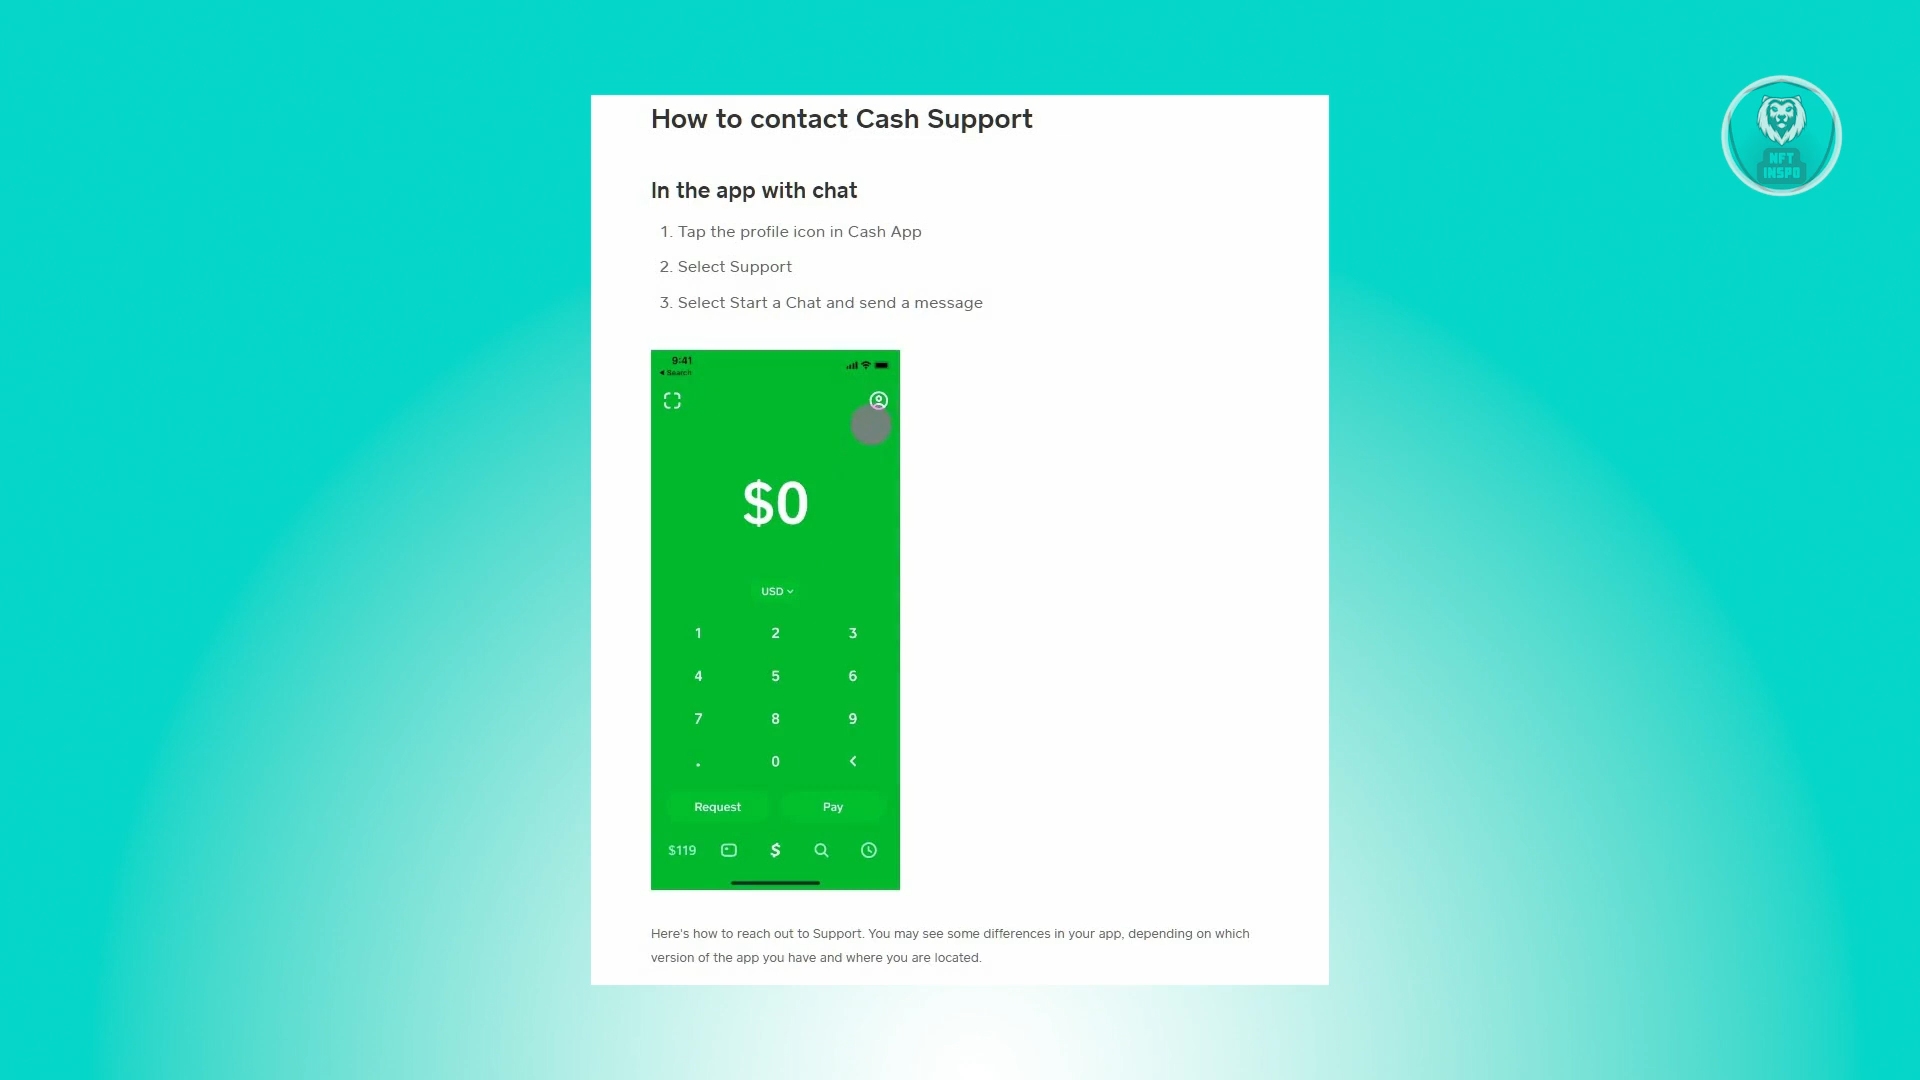 How to contact Cash Support
NFT
INSPO
In the app with chat
1. Tap the profile icon in Cash App
2. Select Support
3. Select Start a Chat and send a message
9:41
Search
$0
USD
1 2 3
4 5 6
7 8 9
. 0 <
Request Pay
$119 $
Here's how to reach out to Support. You may see some differences in your app, depending on which
version of the app you have and where you are located.